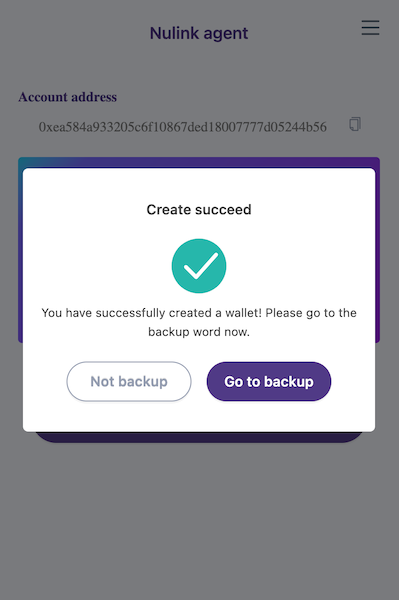 Nulink agent
Account address
0xea584a933205c6f10867ded18007777d05244b56
Create succeed
You have successfully created a wallet! Please go to the
backup word now.
Not backup
Go to backup